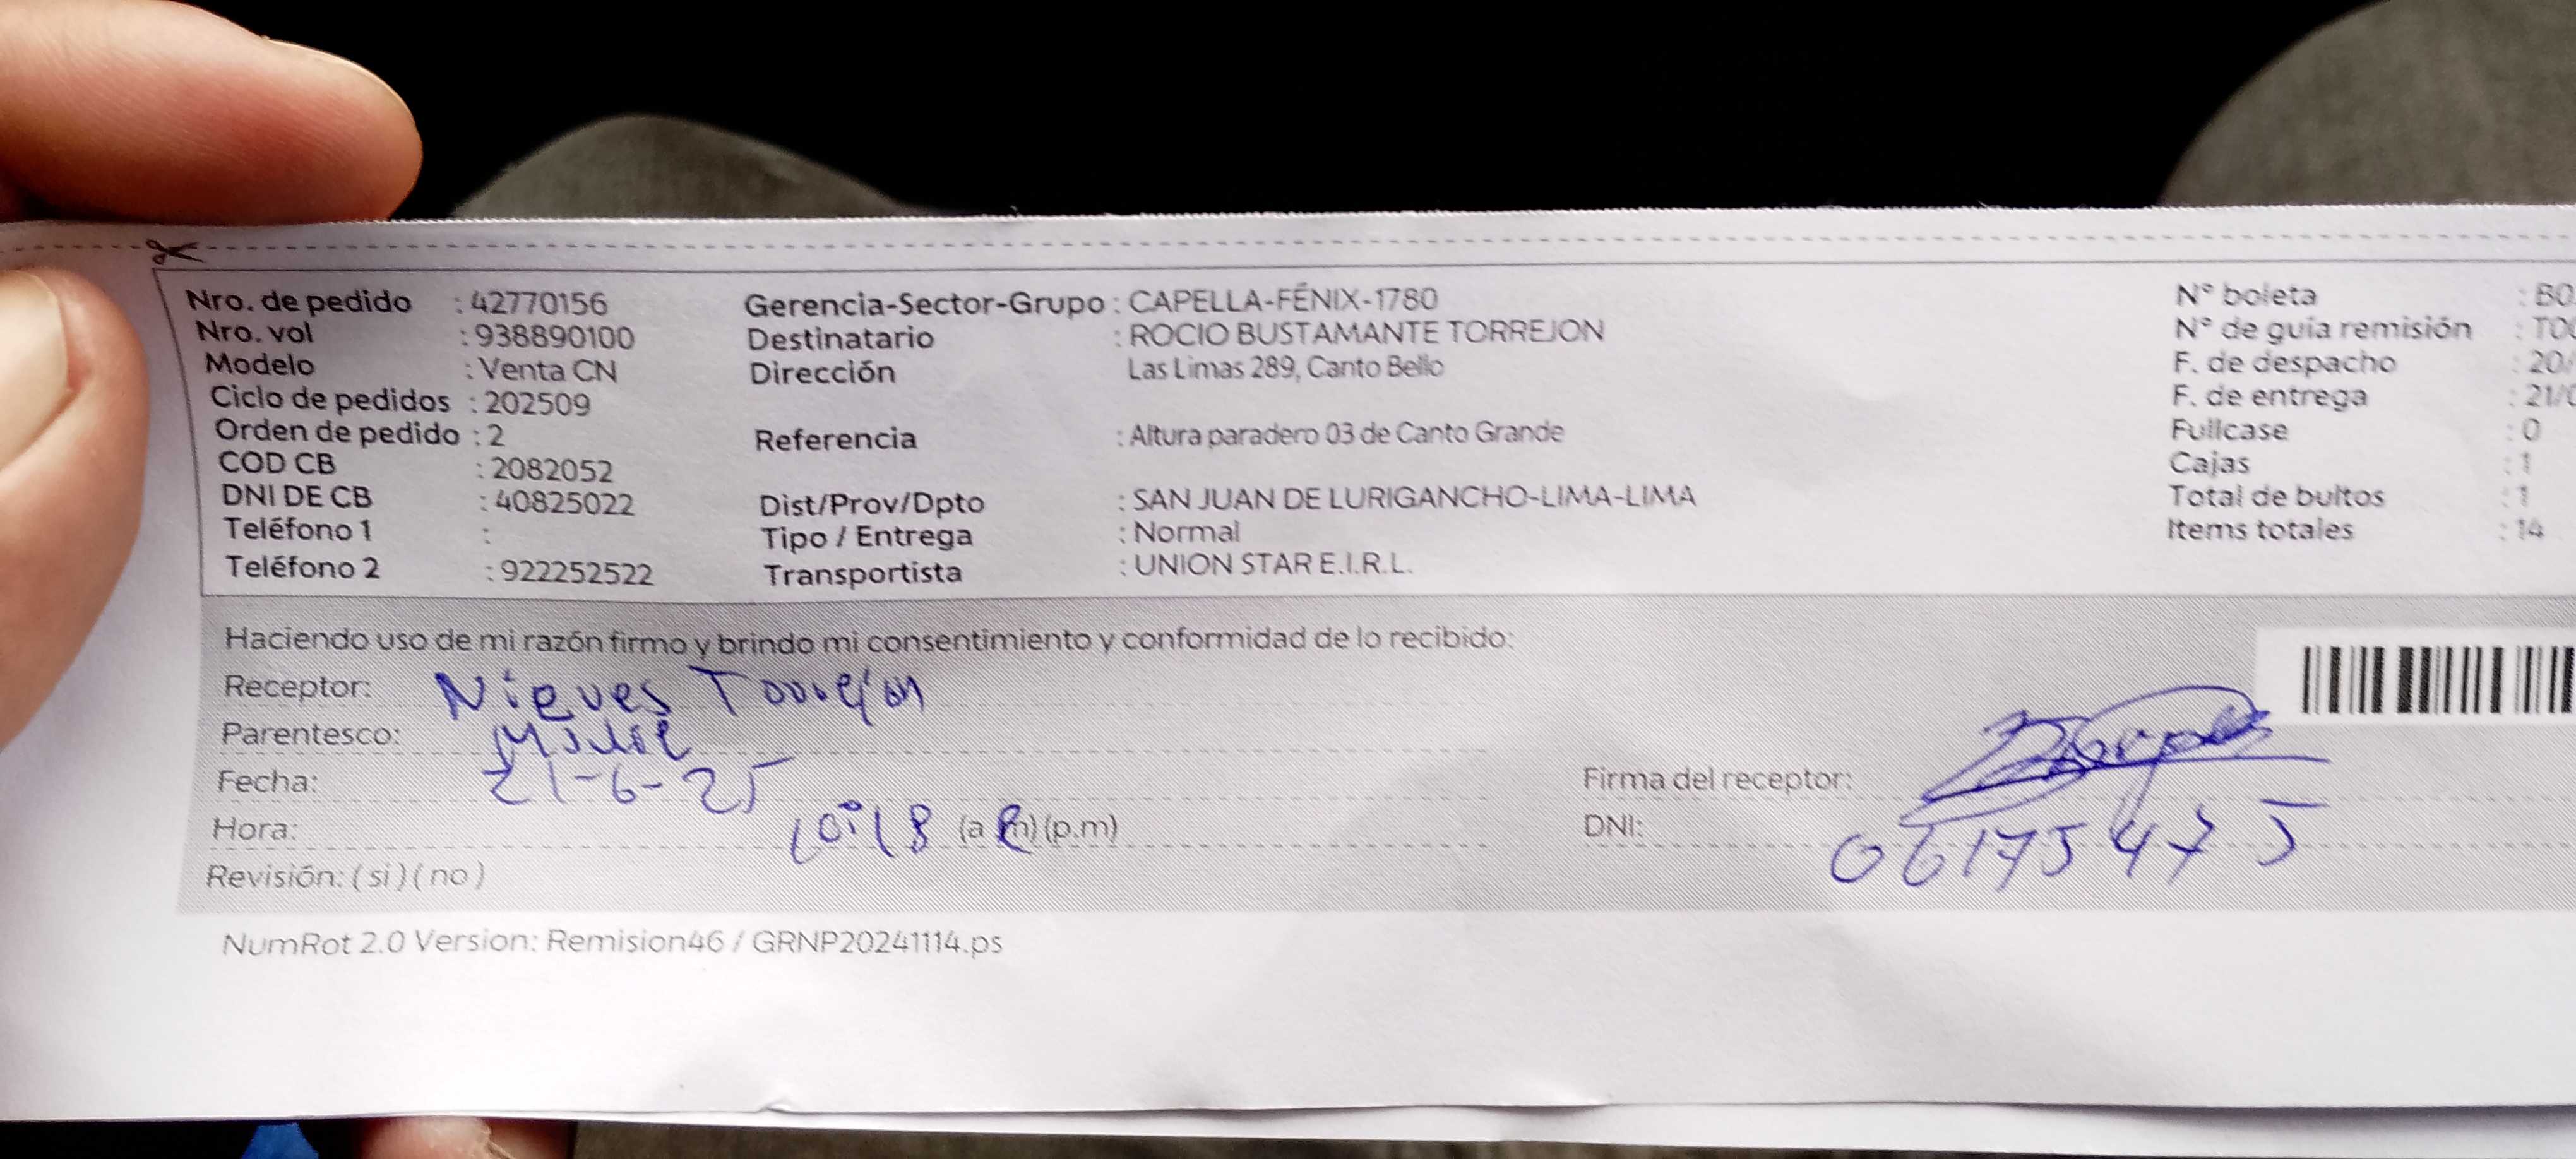 Nro. de pedido : 42770156
Nro. vol : 938890100
Modelo : Venta CN
Ciclo de pedidos : 202509
Orden de pedido : 2
COD CB : 2082052
DNI DE CB : 40825022
Teléfono 1 :
Teléfono 2 : 922252522
Gerencia-Sector-Grupo : CAPELLA-FÉNIX-1780
Destinatario : ROCIO BUSTAMANTE TORREJON
Dirección Las Limas 289, Canto Bello
Referencia : Altura paradero 03 de Canto Grande
Dist/Prov/Dpto : SAN JUAN DE LURIGANCHO-LIMA-LIMA
Tipo / Entrega : Normal
Transportista : UNION STAR E.I.R.L.
N° boleta : BO
N° de guía remisión : TO
F. de despacho : 20/
F. de entrega : 21/
Fullcase : 0
Cajas : 1
Total de bultos : 1
Items totales : 14
Haciendo uso de mi razón firmo y brindo mi consentimiento y conformidad de lo recibido:
Receptor: Nieves Torrejón
Parentesco:
Fecha: 21-6-25
Hora: 10:18 (a m) (p.m)
Revisión: ( si ) ( no )
Firma del receptor:
DNI:
NumRot 2.0 Version: Remision46 / GRNP20241114.ps